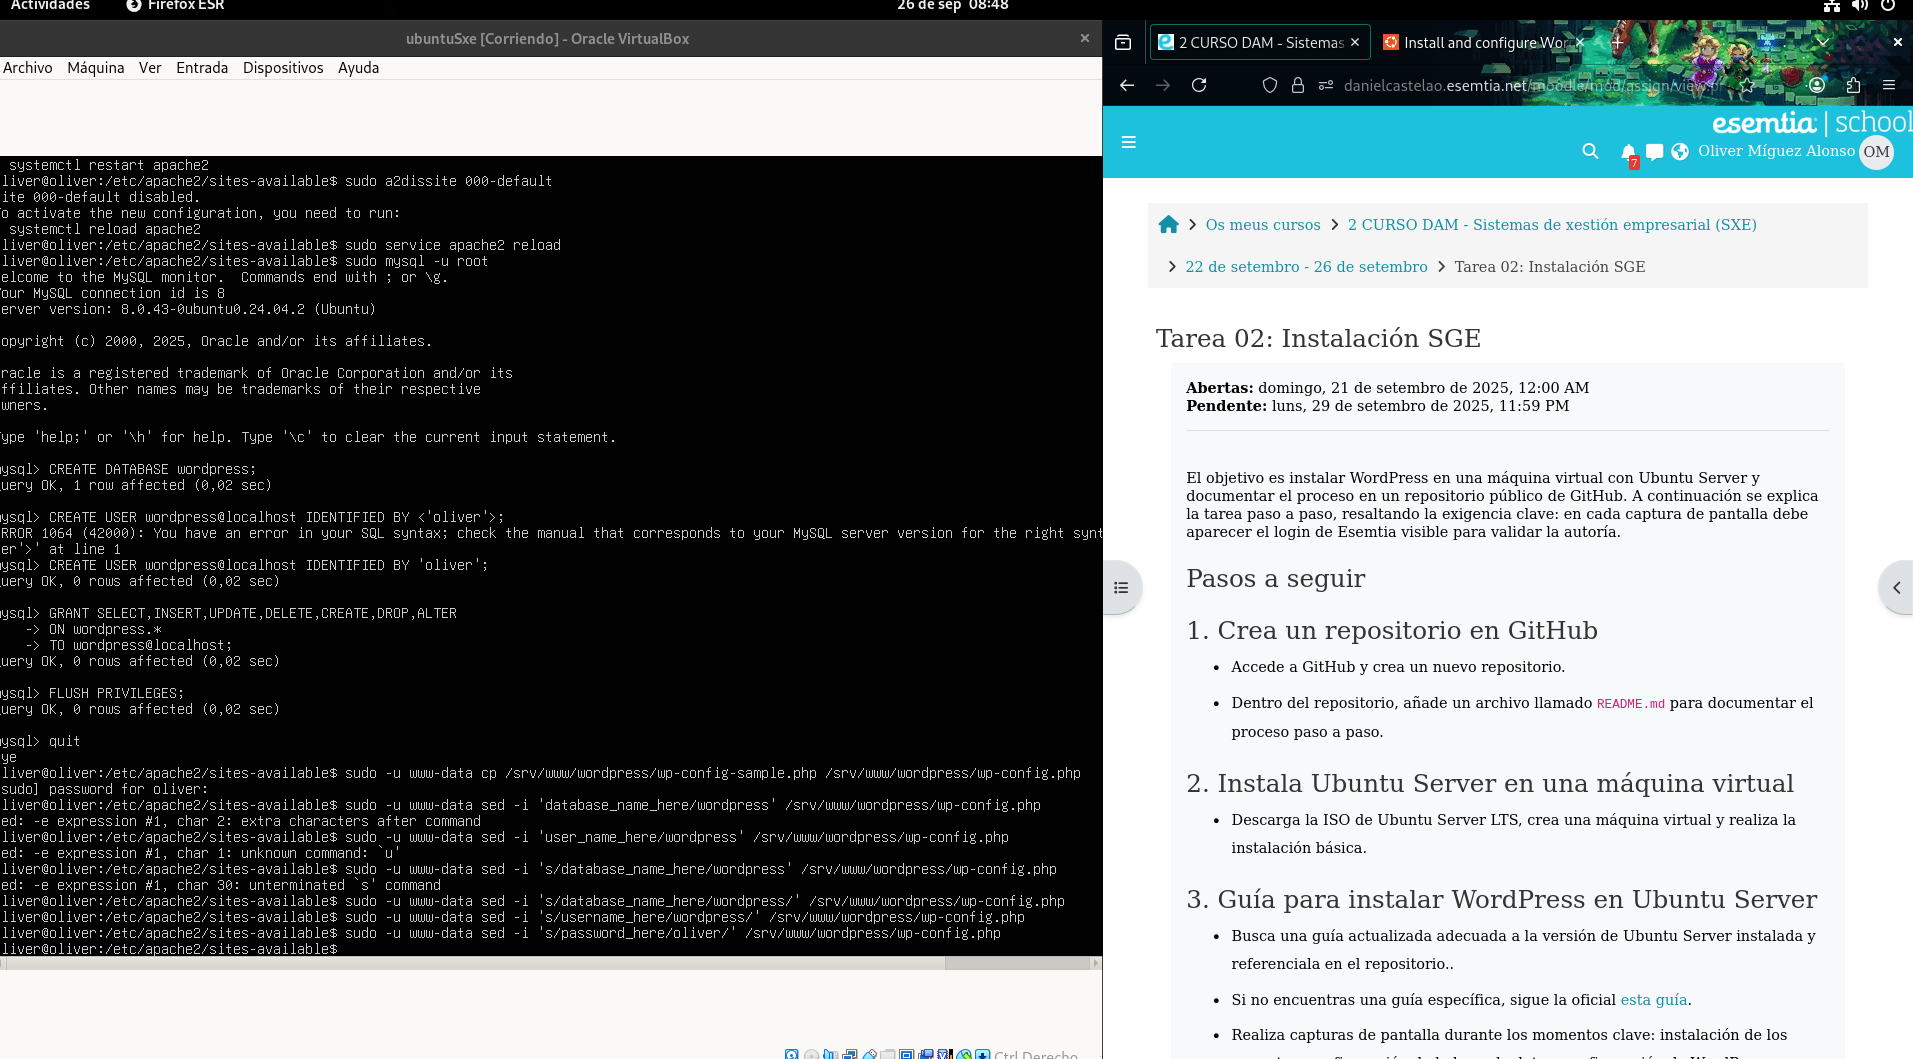 Actividades
Firefox ESR
26 de sep 08:48
ubuntuSxe [Corriendo] - Oracle VirtualBox
Archivo Máquina Ver Entrada Dispositivos Ayuda
systemctl restart apache2
liver@oliver:/etc/apache2/sites-available$ sudo a2dissite 000-default
ite 000-default disabled.
o activate the new configuration, you need to run:
systemctl reload apache2
liver@oliver:/etc/apache2/sites-available$ sudo service apache2 reload
liver@oliver:/etc/apache2/sites-available$ sudo mysql -u root
elcome to the MySQL monitor.  Commands end with ; or \g.
our MySQL connection id is 8
erver version: 8.0.43-0ubuntu0.24.04.2 (Ubuntu)
opyright (c) 2000, 2025, Oracle and/or its affiliates.
racle is a registered trademark of Oracle Corporation and/or its
ffiliates. Other names may be trademarks of their respective
wners.
ype 'help;' or '\h' for help. Type '\c' to clear the current input statement.
ysql> CREATE DATABASE wordpress;
uery OK, 1 row affected (0,02 sec)
ysql> CREATE USER wordpress@localhost IDENTIFIED BY <'oliver'>;
RROR 1064 (42000): You have an error in your SQL syntax; check the manual that corresponds to your MySQL server version for the right synt
er'>' at line 1
ysql> CREATE USER wordpress@localhost IDENTIFIED BY 'oliver';
uery OK, 0 rows affected (0,02 sec)
ysql> GRANT SELECT,INSERT,UPDATE,DELETE,CREATE,DROP,ALTER
-> ON wordpress.*
-> TO wordpress@localhost;
uery OK, 0 rows affected (0,02 sec)
ysql> FLUSH PRIVILEGES;
uery OK, 0 rows affected (0,02 sec)
ysql> quit
ye
liver@oliver:/etc/apache2/sites-available$ sudo -u www-data cp /srv/www/wordpress/wp-config-sample.php /srv/www/wordpress/wp-config.php
sudo] password for oliver:
liver@oliver:/etc/apache2/sites-available$ sudo -u www-data sed -i 'database_name_here/wordpress' /srv/www/wordpress/wp-config.php
ed: -e expression #1, char 2: extra characters after command
liver@oliver:/etc/apache2/sites-available$ sudo -u www-data sed -i 'user_name_here/wordpress' /srv/www/wordpress/wp-config.php
ed: -e expression #1, char 1: unknown command: `u'
liver@oliver:/etc/apache2/sites-available$ sudo -u www-data sed -i 's/database_name_here/wordpress' /srv/www/wordpress/wp-config.php
ed: -e expression #1, char 30: unterminated `s' command
liver@oliver:/etc/apache2/sites-available$ sudo -u www-data sed -i 's/database_name_here/wordpress/' /srv/www/wordpress/wp-config.php
liver@oliver:/etc/apache2/sites-available$ sudo -u www-data sed -i 's/username_here/wordpress/' /srv/www/wordpress/wp-config.php
liver@oliver:/etc/apache2/sites-available$ sudo -u www-data sed -i 's/password_here/oliver/' /srv/www/wordpress/wp-config.php
liver@oliver:/etc/apache2/sites-available$
Ctrl Derecho
2 CURSO DAM - Sistemas
Install and configure Wor
danielcastelao.esemtia.net/moodle/mod/assign/view.p
esemtia | school
7
Oliver Míguez Alonso OM
Os meus cursos > 2 CURSO DAM - Sistemas de xestión empresarial (SXE)
> 22 de setembro - 26 de setembro > Tarea 02: Instalación SGE
Tarea 02: Instalación SGE
Abertas: domingo, 21 de setembro de 2025, 12:00 AM
Pendente: luns, 29 de setembro de 2025, 11:59 PM
El objetivo es instalar WordPress en una máquina virtual con Ubuntu Server y
documentar el proceso en un repositorio público de GitHub. A continuación se explica
la tarea paso a paso, resaltando la exigencia clave: en cada captura de pantalla debe
aparecer el login de Esemtia visible para validar la autoría.
Pasos a seguir
1. Crea un repositorio en GitHub
• Accede a GitHub y crea un nuevo repositorio.
• Dentro del repositorio, añade un archivo llamado README.md para documentar el
proceso paso a paso.
2. Instala Ubuntu Server en una máquina virtual
• Descarga la ISO de Ubuntu Server LTS, crea una máquina virtual y realiza la
instalación básica.
3. Guía para instalar WordPress en Ubuntu Server
• Busca una guía actualizada adecuada a la versión de Ubuntu Server instalada y
referenciala en el repositorio..
• Si no encuentras una guía específica, sigue la oficial esta guía.
• Realiza capturas de pantalla durante los momentos clave: instalación de los